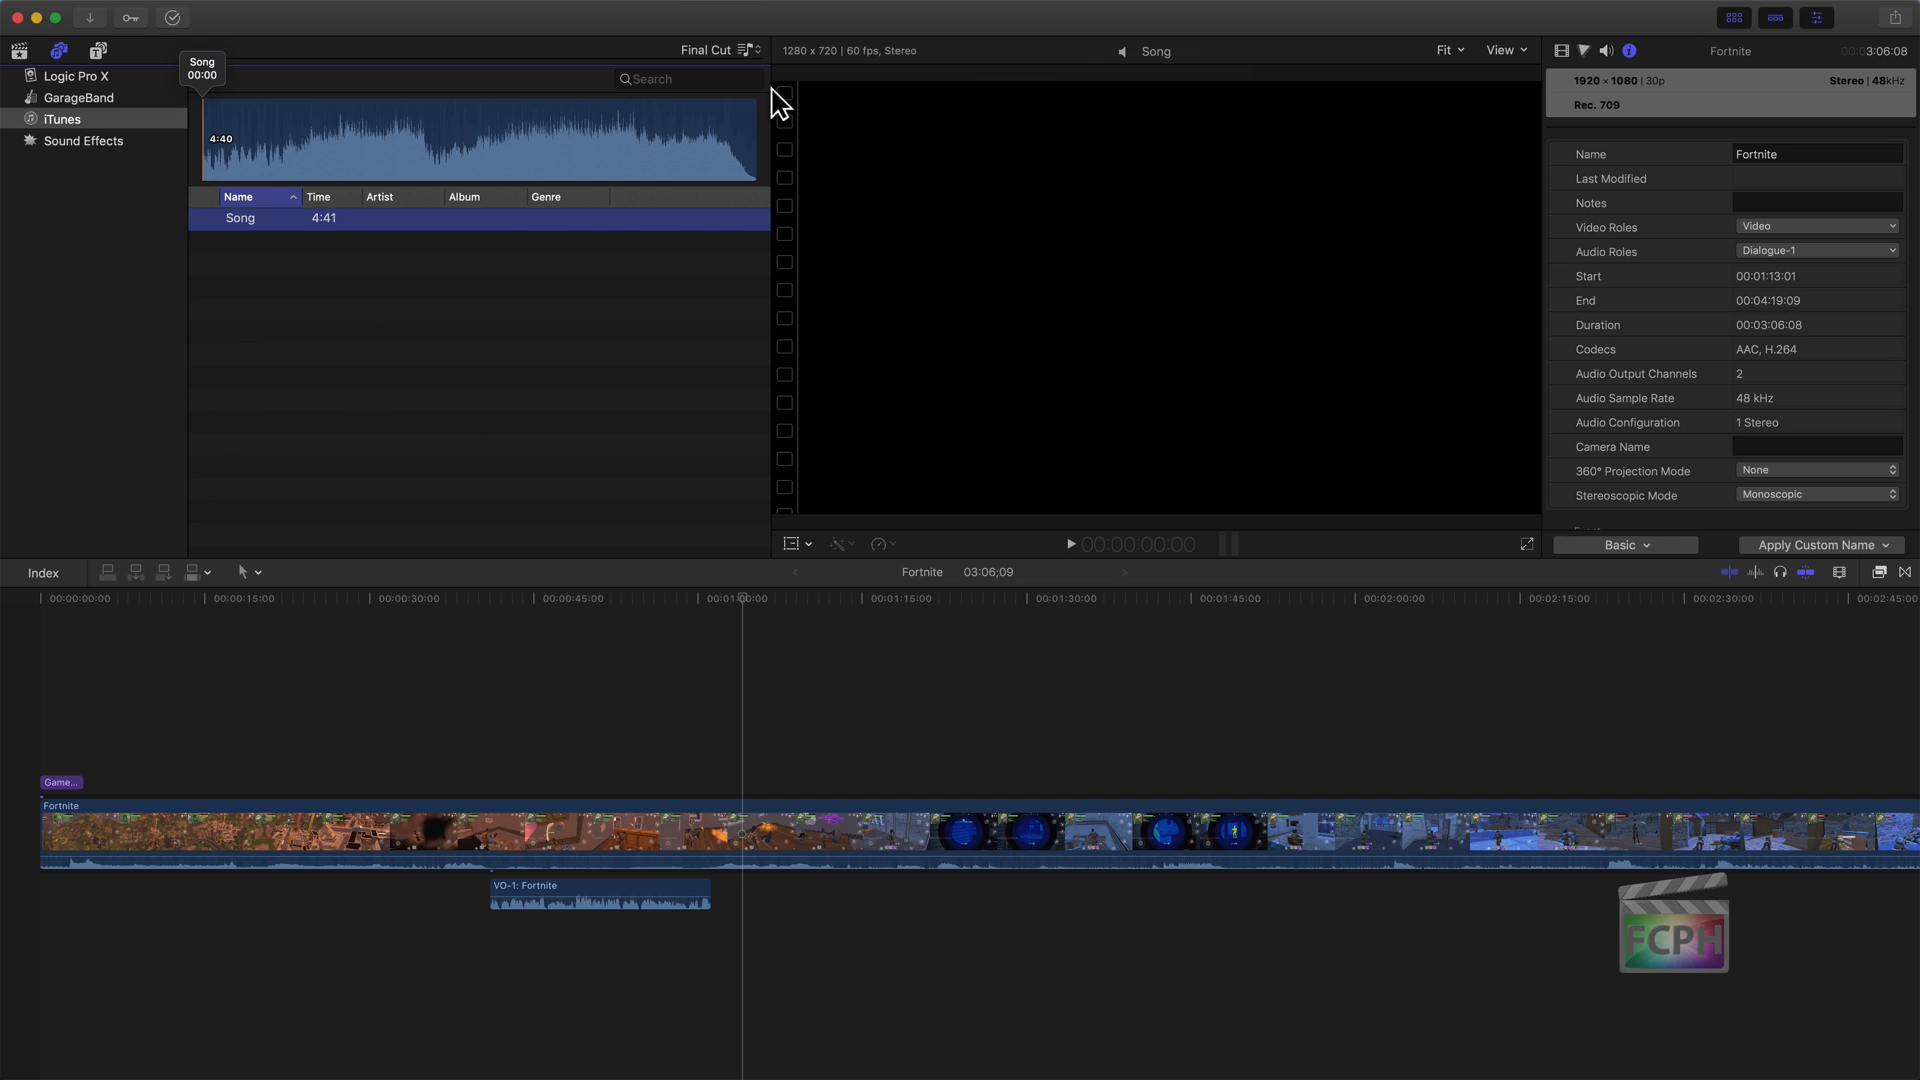 Final Cut
1280 x 720 | 60 fps, Stereo
Song
Fit
View
Fortnite
00:03:06:08
Song
00:00
Logic Pro X
GarageBand
iTunes
Sound Effects
Search
4:40
Name
Time
Artist
Album
Genre
Song
4:41
1920 × 1080 | 30p
Stereo | 48kHz
Rec. 709
Name
Fortnite
Last Modified
Notes
Video Roles
Video
Audio Roles
Dialogue-1
Start
00:01:13:01
End
00:04:19:09
Duration
00:03:06:08
Codecs
AAC, H.264
Audio Output Channels
2
Audio Sample Rate
48 kHz
Audio Configuration
1 Stereo
Camera Name
360° Projection Mode
None
Stereoscopic Mode
Monoscopic
00:00:00:00
Basic
Apply Custom Name
Index
Fortnite
03:06;09
00:00:00:00
00:00:15:00
00:00:30:00
00:00:45:00
00:01:00:00
00:01:15:00
00:01:30:00
00:01:45:00
00:02:00:00
00:02:15:00
00:02:30:00
00:02:45:00
Game...
Fortnite
VO-1: Fortnite
FCPH